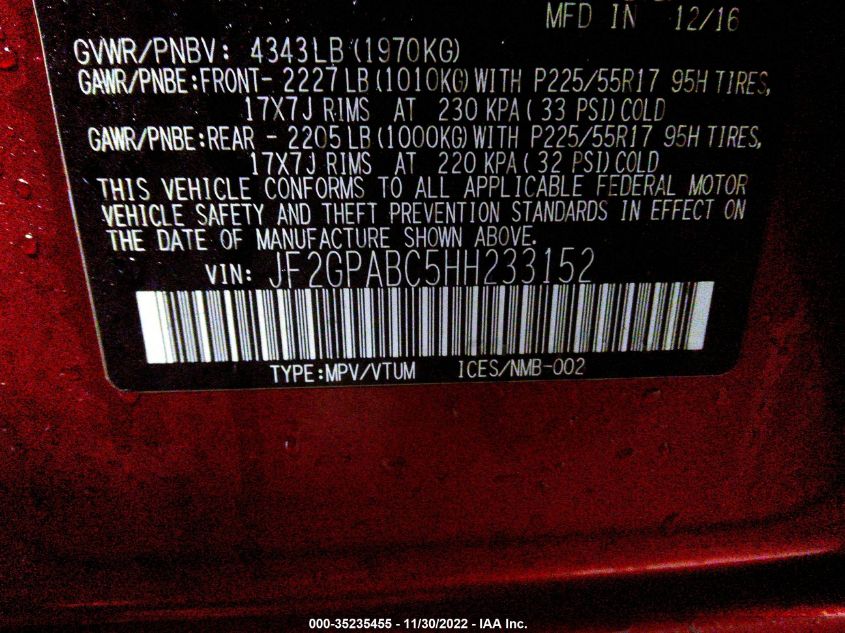 MFD IN 12/16
GVWR/PNBV: 4343LB(1970KG)
GAWR/PNBE:FRONT- 2227LB(1010KG)WITH P225/55R17 95H TIRES,
17X7J RIMS AT 230 KPA(33 PSI)COLD
GAWR/PNBE:REAR - 2205LB(1000KG)WITH P225/55R17 95H TIRES,
17X7J RIMS AT 220 KPA(32 PSI)COLD
THIS VEHICLE CONFORMS TO ALL APPLICABLE FEDERAL MOTOR
VEHICLE SAFETY AND THEFT PREVENTION STANDARDS IN EFFECT ON
THE DATE OF MANUFACTURE SHOWN ABOVE.
VIN: JF2GPABC5HH233152
TYPE:MPV/VTUM ICES/NMB-002
000-35235455 - 11/30/2022 - IAA Inc.